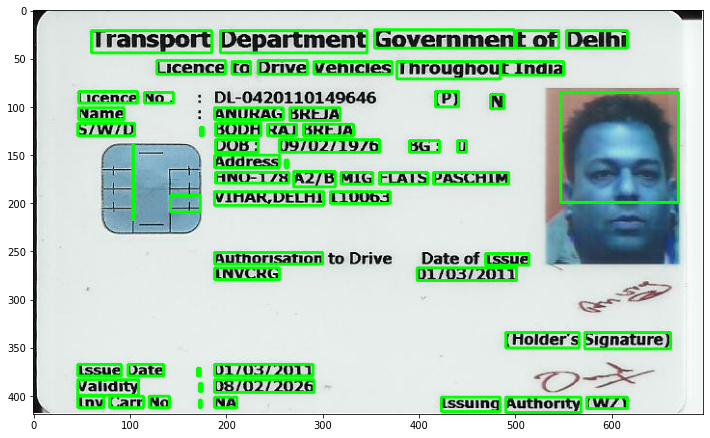 0
Transport Department Government of Delhi
50
Licence to Drive Vehicles Throughout India
Licence No. : DL-0420110149646 (P) N
100
Name : ANURAG BREJA
S/W/D : BODH RAJ BREJA
DOB : 09/02/1976 BG :
150
Address :
HNO-178 A2/B MIG FLATS PASCHIM
VIHAR,DELHI 110063
200
250
Authorisation to Drive Date of Issue
INVCRG 01/03/2011
300
(Holder's Signature)
350
Issue Date : 01/03/2011
Validity : 08/02/2026
400
Inv Carr No : NA
Issuing Authority (WZ)
0 100 200 300 400 500 600